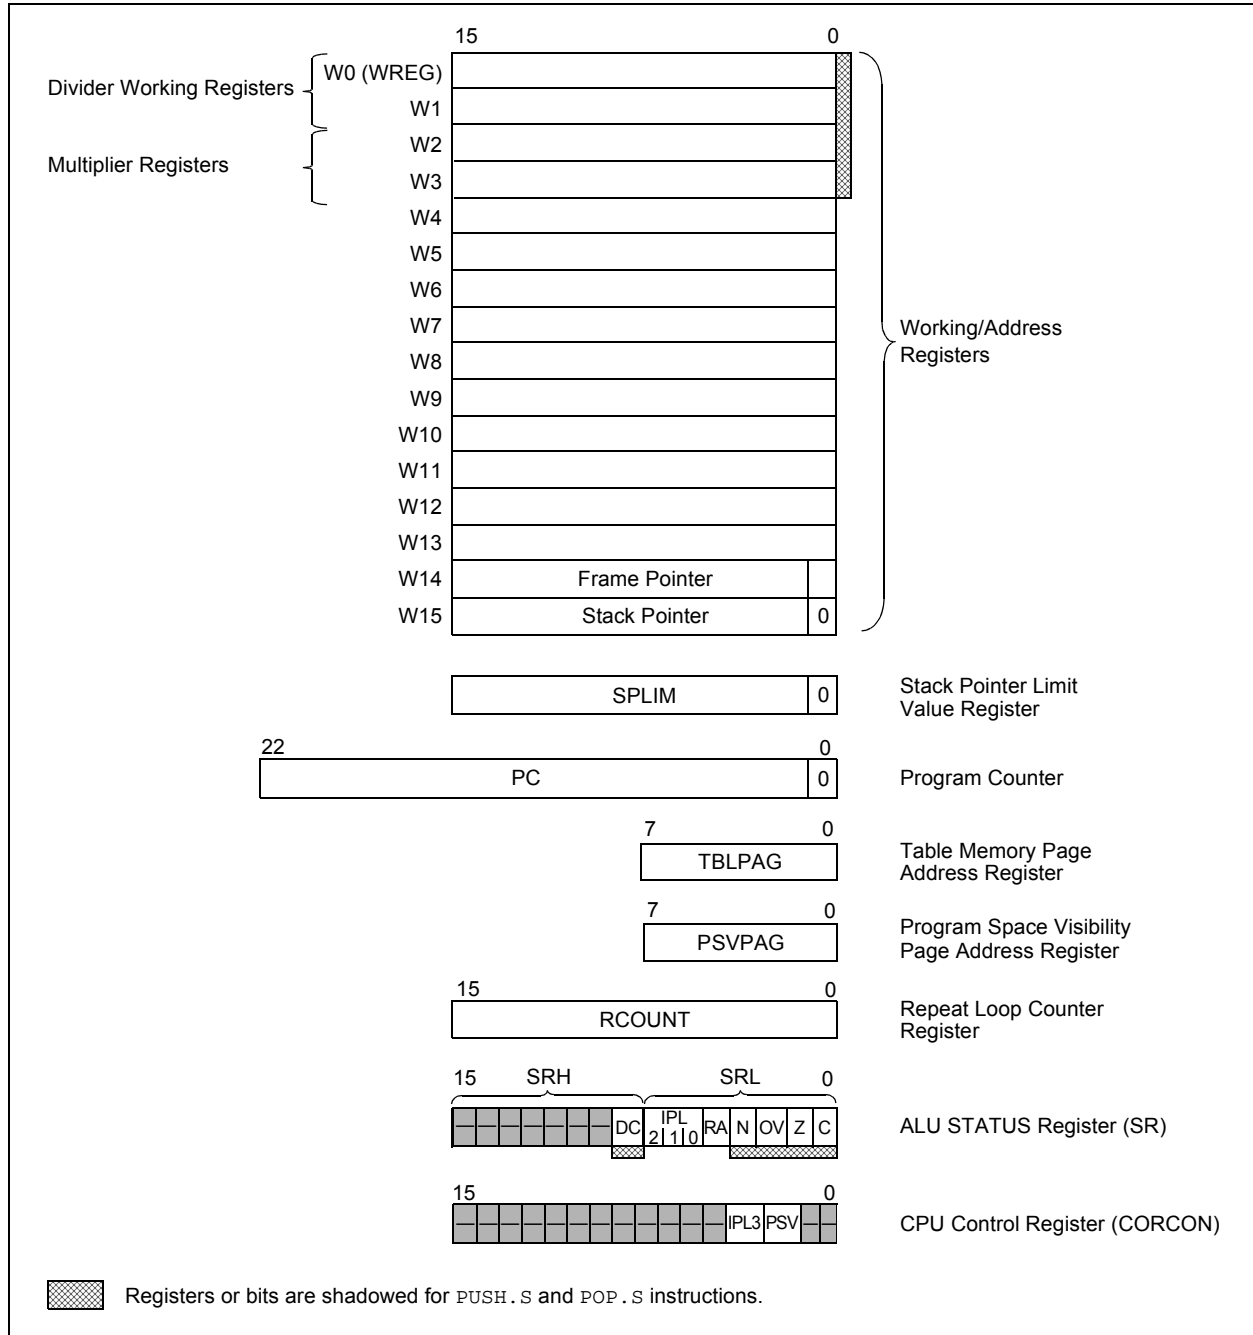 15 0
Divider Working Registers
W0 (WREG)
W1
Multiplier Registers
W2
W3
W4
W5
W6
W7
W8
W9
W10
W11
W12
W13
W14 Frame Pointer
W15 Stack Pointer 0
Working/Address
Registers
SPLIM 0
Stack Pointer Limit
Value Register
22 0
PC 0 Program Counter
7 0
TBLPAG
Table Memory Page
Address Register
7 0
PSVPAG
Program Space Visibility
Page Address Register
15 0
RCOUNT
Repeat Loop Counter
Register
15 SRH SRL 0
— — — — — — — DC IPL 2 1 0 RA N OV Z C
ALU STATUS Register (SR)
15 0
— — — — — — — — — — — — IPL3 PSV — —
CPU Control Register (CORCON)
Registers or bits are shadowed for PUSH.S and POP.S instructions.